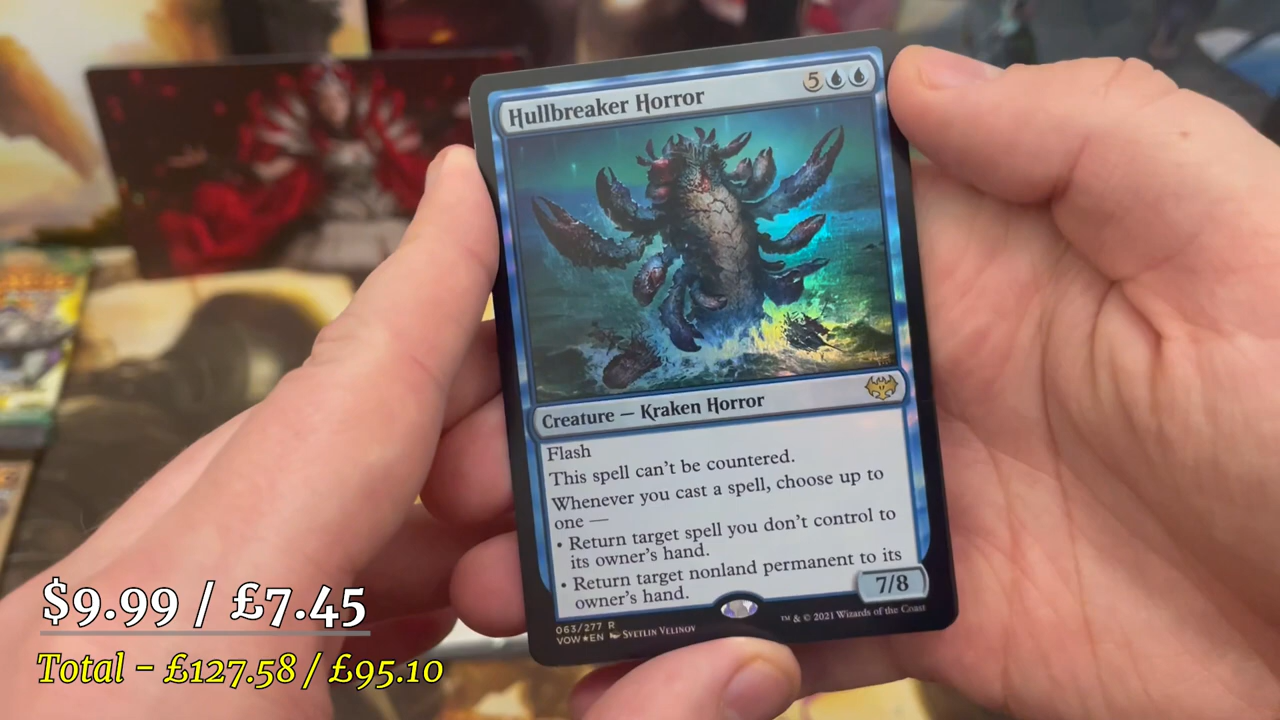 Hullbreaker Horror
5
Creature — Kraken Horror
Flash
This spell can't be countered.
Whenever you cast a spell, choose up to
one —
• Return target spell you don't control to
its owner's hand.
• Return target nonland permanent to its
owner's hand.
7/8
063/277 R
VOW★EN Svetlin Velinov
™ & © 2021 Wizards of the Coast
$9.99 / £7.45
Total - £127.58 / £95.10